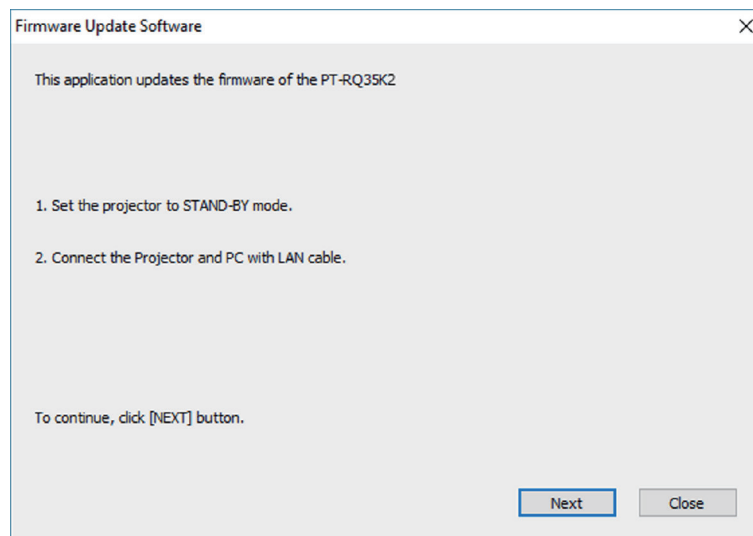 Firmware Update Software
This application updates the firmware of the PT-RQ35K2
1. Set the projector to STAND-BY mode.
2. Connect the Projector and PC with LAN cable.
To continue, click [NEXT] button.
Next
Close